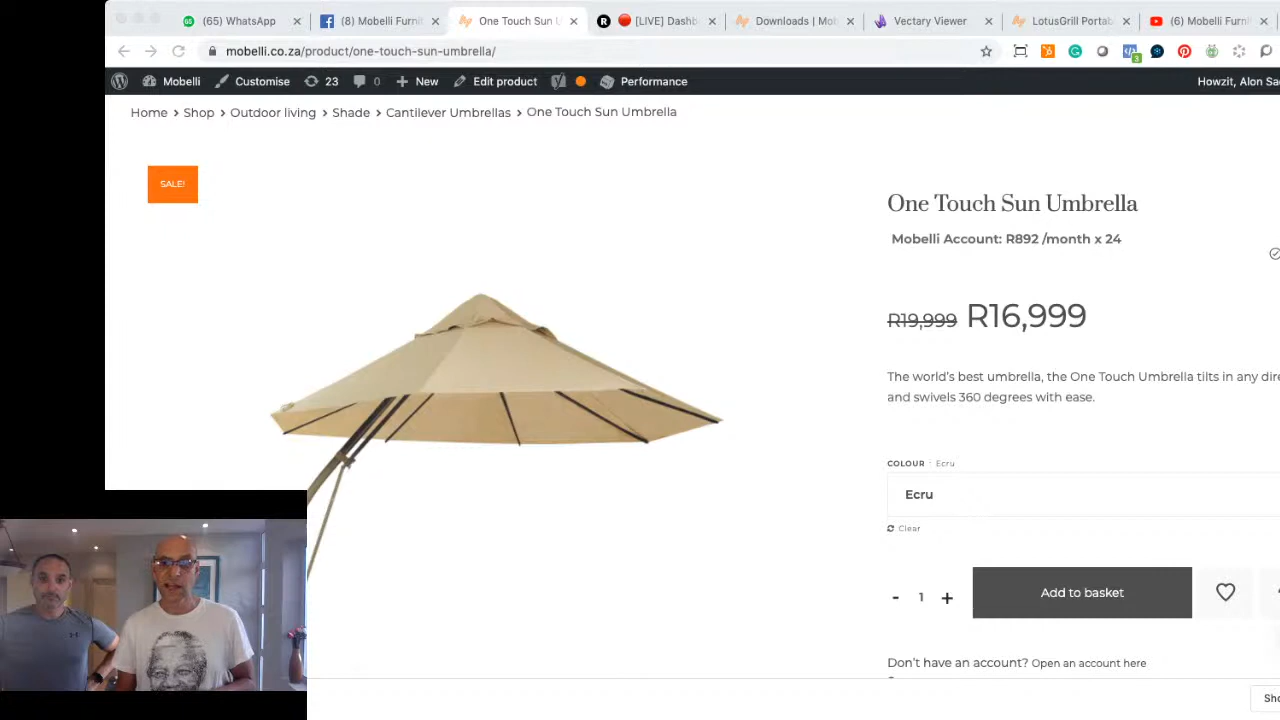 (65) WhatsApp
(8) Mobelli Furni
One Touch Sun U
[LIVE] Dashb
Downloads | Mob
Vectary Viewer
LotusGrill Portab
(6) Mobelli Furni
mobelli.co.za/product/one-touch-sun-umbrella/
3
Mobelli
Customise
23
0
New
Edit product
Performance
Howzit, Alon Sac
Home > Shop > Outdoor living > Shade > Cantilever Umbrellas > One Touch Sun Umbrella
SALE!
One Touch Sun Umbrella
Mobelli Account: R892 /month x 24
R19,999 R16,999
The world's best umbrella, the One Touch Umbrella tilts in any dire
and swivels 360 degrees with ease.
COLOUR : Ecru
Ecru
Clear
- 1 +
Add to basket
Don't have an account? Open an account here
Sho